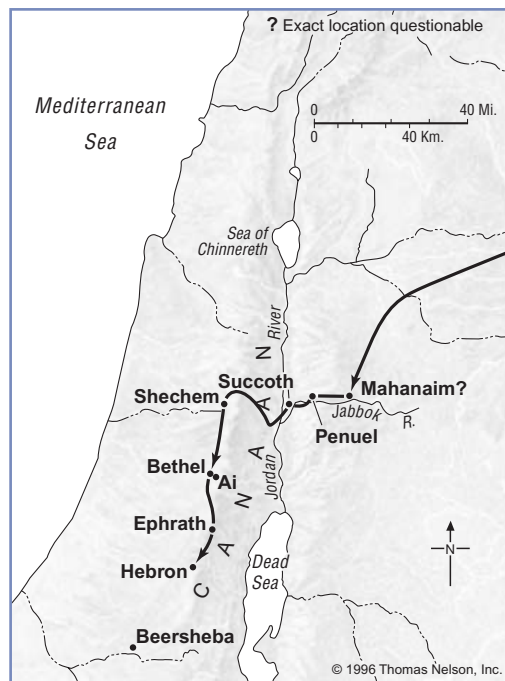 ? Exact location questionable
Mediterranean
Sea
0 40 Mi.
0 40 Km.
Sea of
Chinnereth
River
Jordan
CANAAN
Succoth
Shechem
Mahanaim?
Jabbok R.
Penuel
Bethel
Ai
Ephrath
Hebron
Dead
Sea
N
Beersheba
© 1996 Thomas Nelson, Inc.